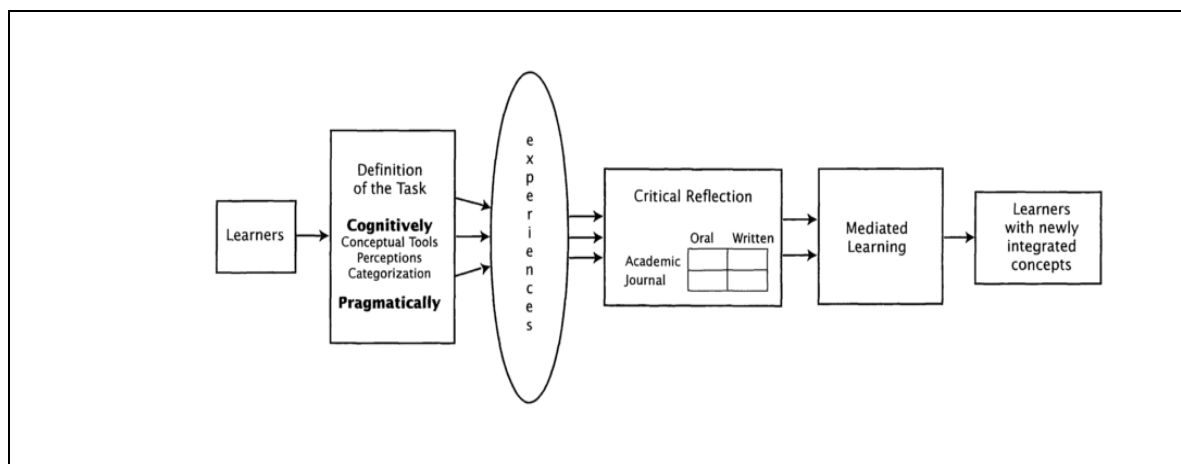 Learners
Definition
of the Task
Cognitively
Conceptual Tools
Perceptions
Categorization
Pragmatically
experiences
Critical Reflection
Oral Written
Academic
Journal
Mediated
Learning
Learners
with newly
integrated
concepts